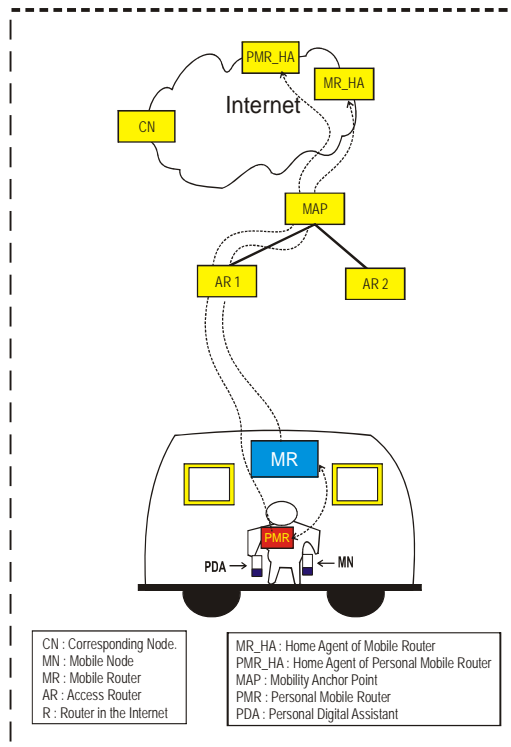 PMR_HA
MR_HA
Internet
CN
MAP
AR 1
AR 2
MR
PMR
PDA
MN
CN : Corresponding Node.
MN : Mobile Node
MR : Mobile Router
AR : Access Router
R : Router in the Internet
MR_HA : Home Agent of Mobile Router
PMR_HA : Home Agent of Personal Mobile Router
MAP : Mobility Anchor Point
PMR : Personal Mobile Router
PDA : Personal Digital Assistant